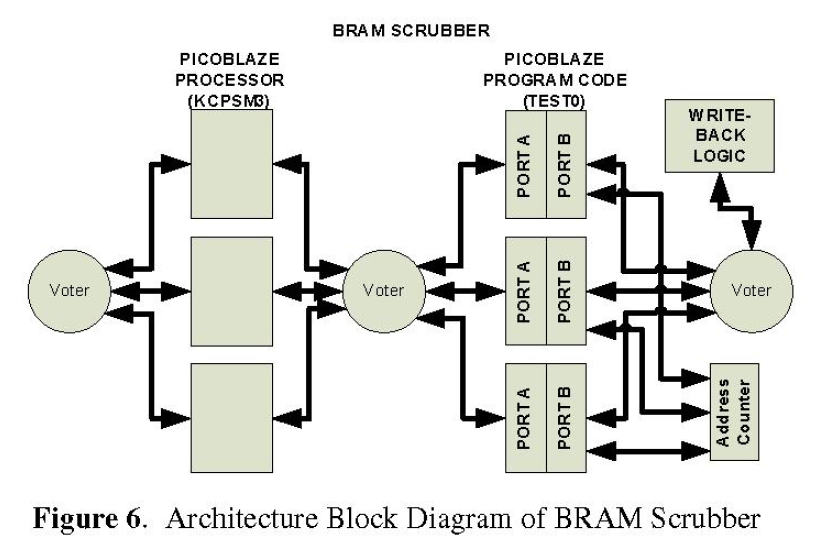 BRAM SCRUBBER
PICOBLAZE
PROCESSOR
(KCPSM3)
PICOBLAZE
PROGRAM CODE
(TEST0)
WRITE-
BACK
LOGIC
PORT A
PORT B
Voter
Voter
PORT A
PORT B
Voter
PORT A
PORT B
Address
Counter
Figure 6. Architecture Block Diagram of BRAM Scrubber